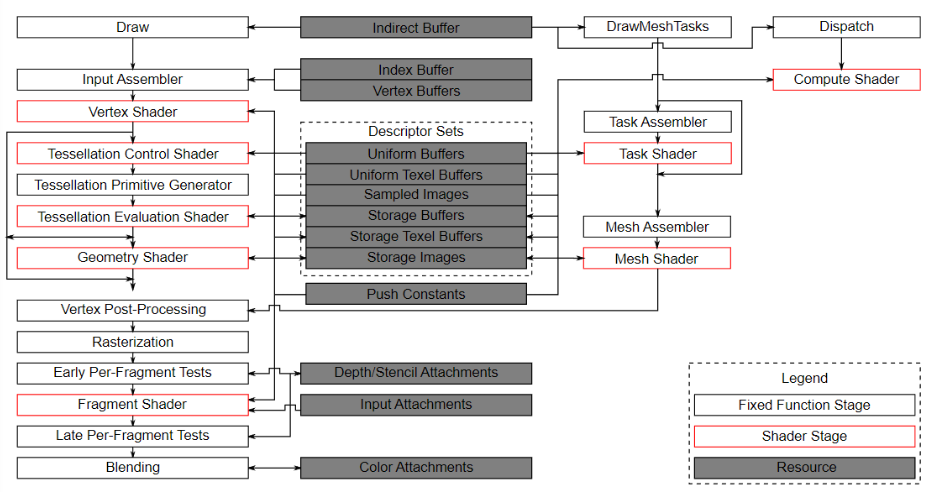 Draw
Indirect Buffer
DrawMeshTasks
Dispatch
Input Assembler
Index Buffer
Vertex Buffers
Compute Shader
Vertex Shader
Descriptor Sets
Task Assembler
Tessellation Control Shader
Uniform Buffers
Task Shader
Tessellation Primitive Generator
Uniform Texel Buffers
Sampled Images
Tessellation Evaluation Shader
Storage Buffers
Mesh Assembler
Storage Texel Buffers
Geometry Shader
Storage Images
Mesh Shader
Push Constants
Vertex Post-Processing
Rasterization
Early Per-Fragment Tests
Depth/Stencil Attachments
Legend
Fragment Shader
Input Attachments
Fixed Function Stage
Late Per-Fragment Tests
Shader Stage
Blending
Color Attachments
Resource